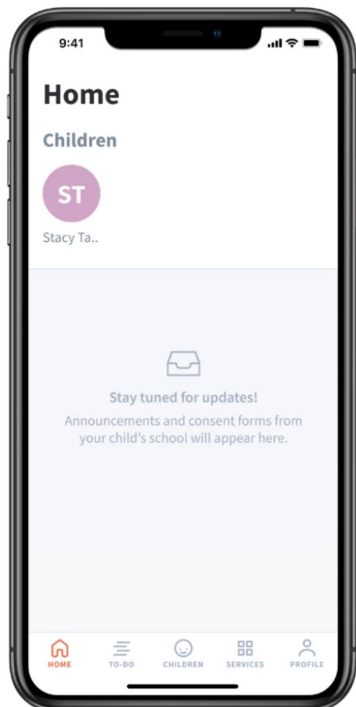 9:41
Home
Children
ST
Stacy Ta..
Stay tuned for updates!
Announcements and consent forms from
your child's school will appear here.
HOME TO-DO CHILDREN SERVICES PROFILE